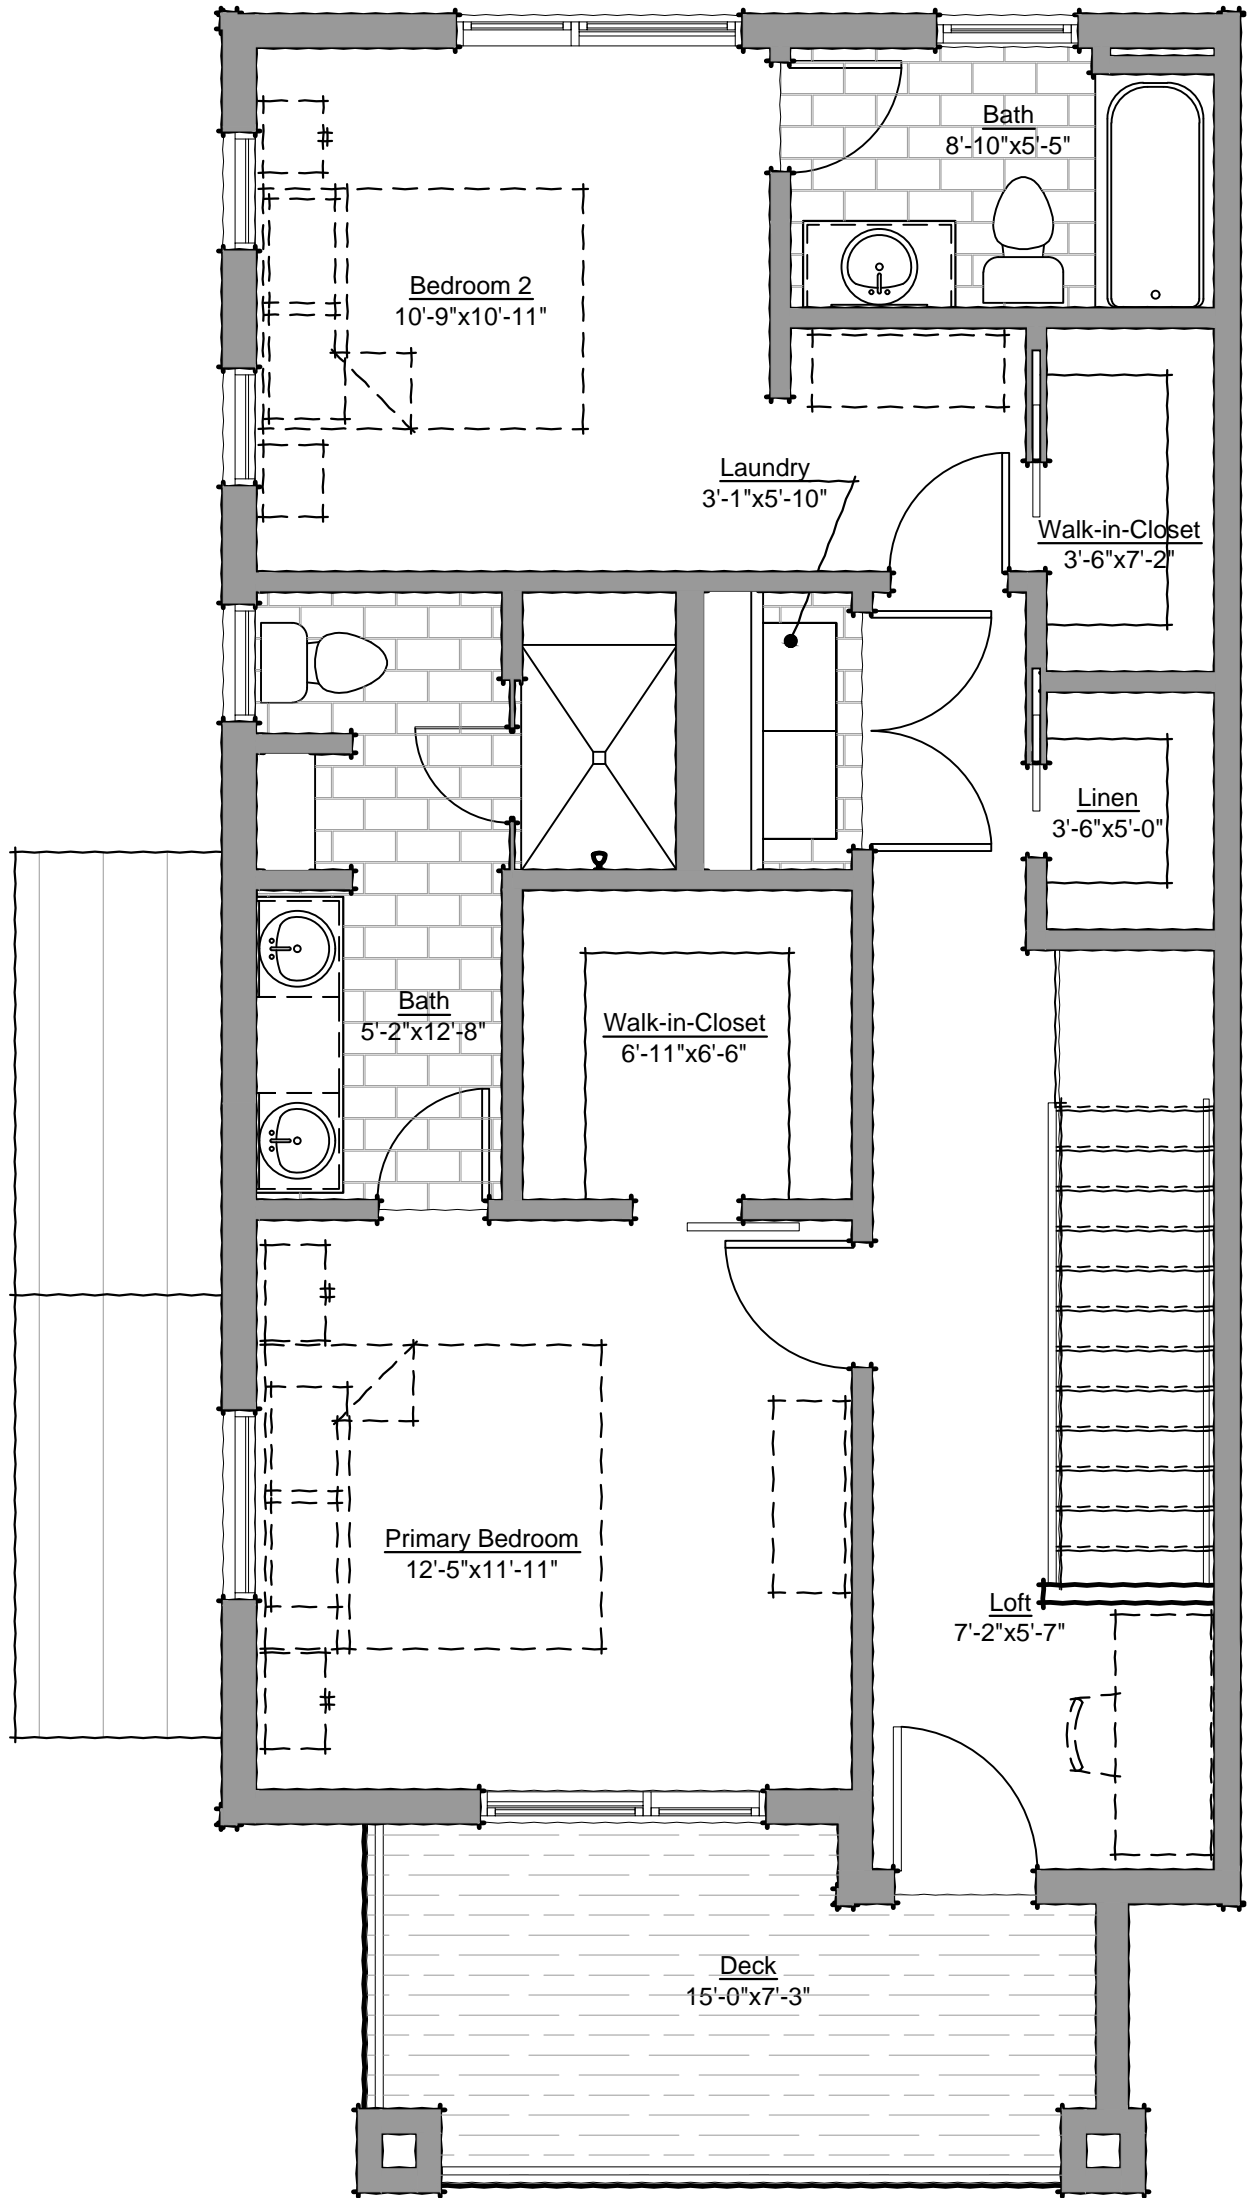 Bath
8'-10"x5'-5"
Bedroom 2
10'-9"x10'-11"
Laundry
3'-1"x5'-10"
Walk-in-Closet
3'-6"x7'-2"
Linen
3'-6"x5'-0"
Bath
5'-2"x12'-8"
Walk-in-Closet
6'-11"x6'-6"
Primary Bedroom
12'-5"x11'-11"
Loft
7'-2"x5'-7"
Deck
15'-0"x7'-3"